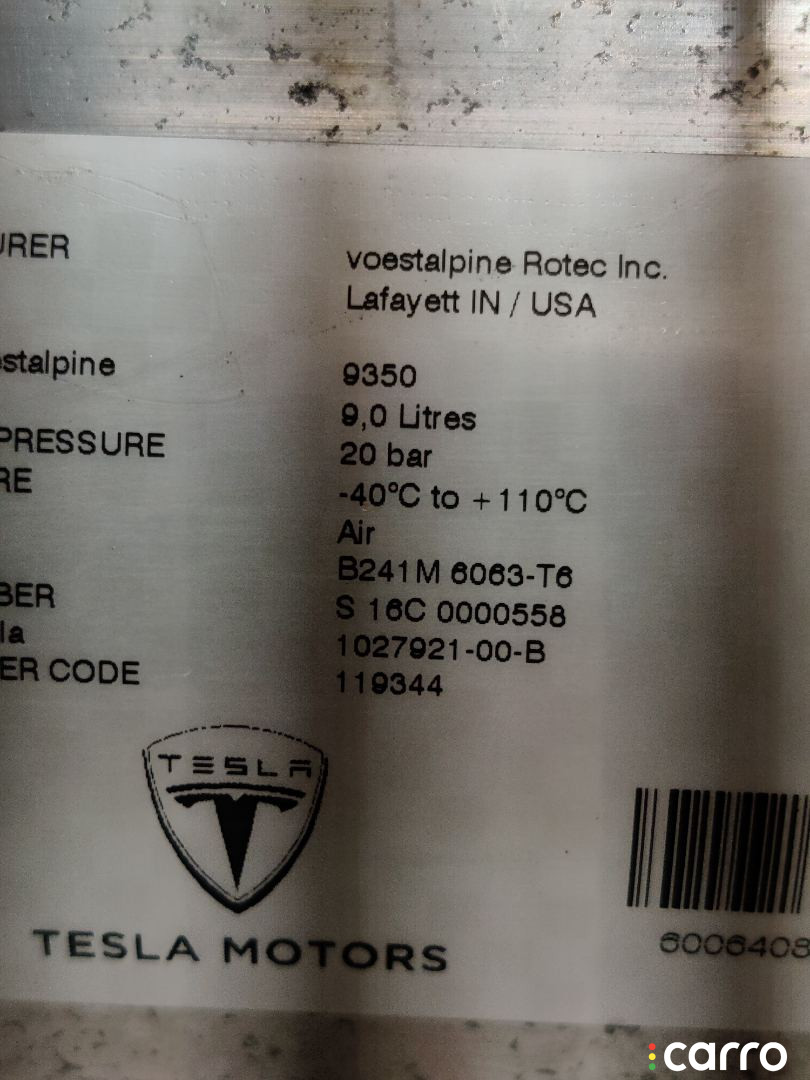 URER voestalpine Rotec Inc.
Lafayett IN / USA
estalpine 9350
9,0 Litres
PRESSURE 20 bar
RE -40°C to +110°C
Air
B241M 6063-T6
BER S 16C 0000558
la 1027921-00-B
ER CODE 119344
TESLA
TESLA MOTORS
6006408
carro